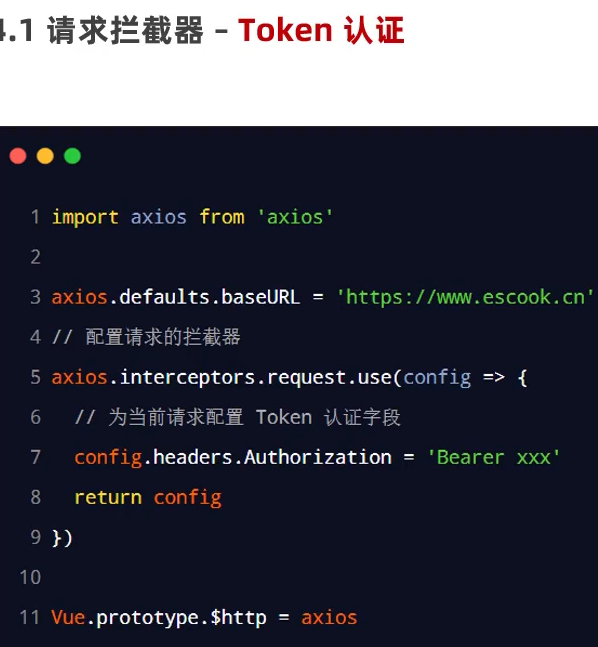 4.1 请求拦截器 – Token 认证
1 import axios from 'axios'
2
3 axios.defaults.baseURL = 'https://www.escook.cn'
4 // 配置请求的拦截器
5 axios.interceptors.request.use(config => {
6 // 为当前请求配置 Token 认证字段
7 config.headers.Authorization = 'Bearer xxx'
8 return config
9 })
10
11 Vue.prototype.$http = axios